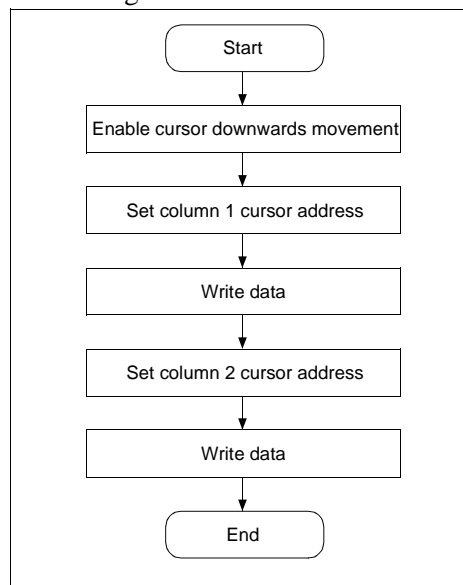 Start
Enable cursor downwards movement
Set column 1 cursor address
Write data
Set column 2 cursor address
Write data
End